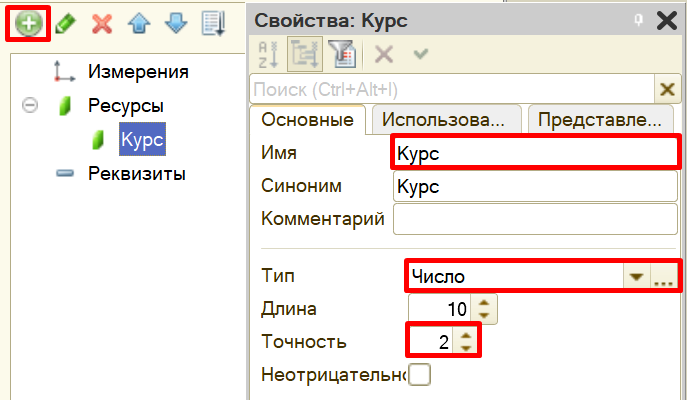 Измерения
Ресурсы
Курс
Реквизиты
Свойства: Курс
Поиск (Ctrl+Alt+I)
Основные Использова... Представле...
Имя Курс
Синоним Курс
Комментарий
Тип Число ...
Длина 10
Точность 2
Неотрицательно